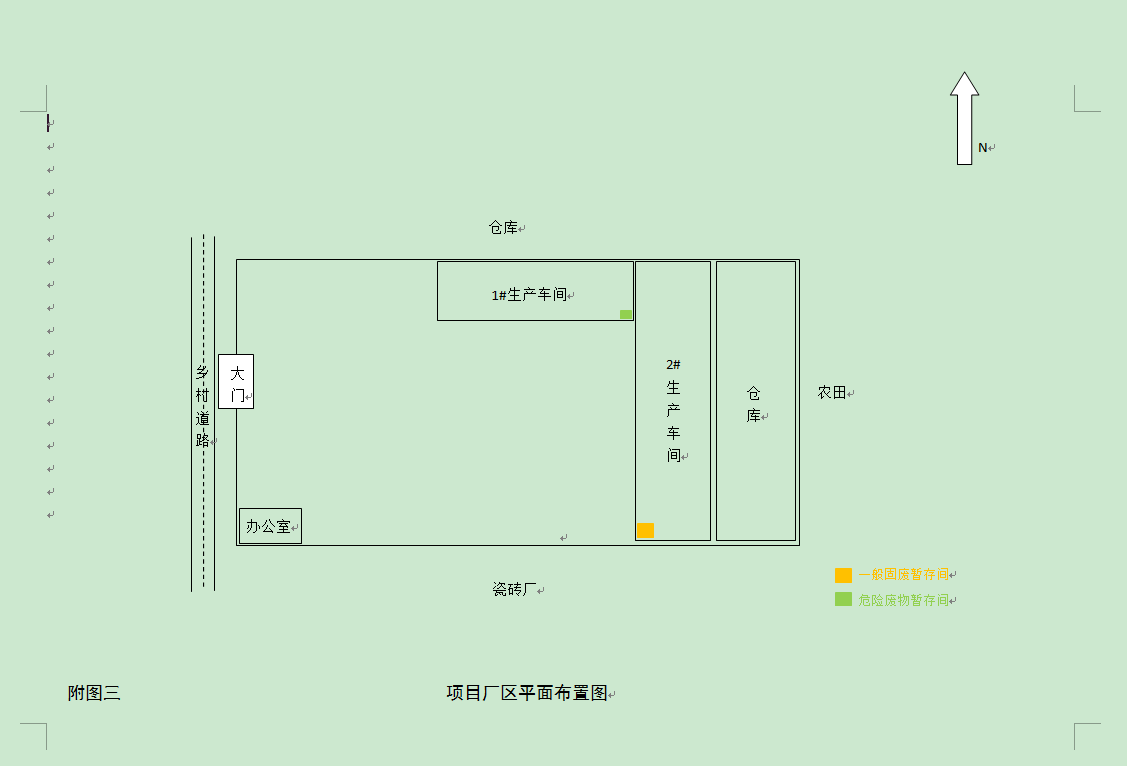 N
仓库
1#生产车间
2#
生
产
车
间
大
门
乡
村
道
路
仓
库
农田
办公室
瓷砖厂
一般固废暂存间
危险废物暂存间
附图三
项目厂区平面布置图